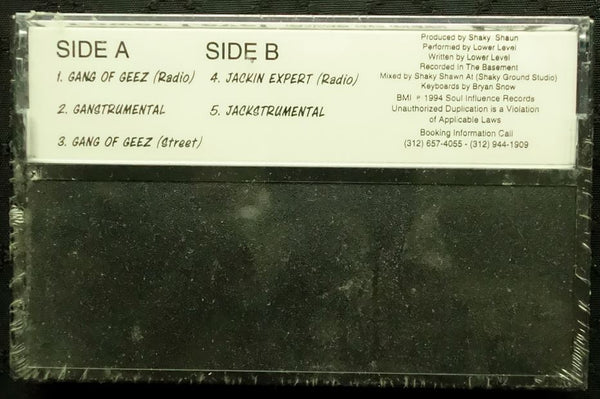 SIDE A
1. GANG OF GEEZ (Radio)
2. GANSTRUMENTAL
3. GANG OF GEEZ (Street)
SIDE B
4. JACKIN EXPERT (Radio)
5. JACKSTRUMENTAL
Produced by Shaky Shaun
Performed by Lower Level
Written by Lower Level
Recorded In The Basement
Mixed by Shaky Shawn At (Shaky Ground Studio)
Keyboards by Bryan Snow
BMI ℗ 1994 Soul Influence Records
Unauthorized Duplication is a Violation
of Applicable Laws
Booking Information Call
(312) 657-4055 - (312) 944-1909